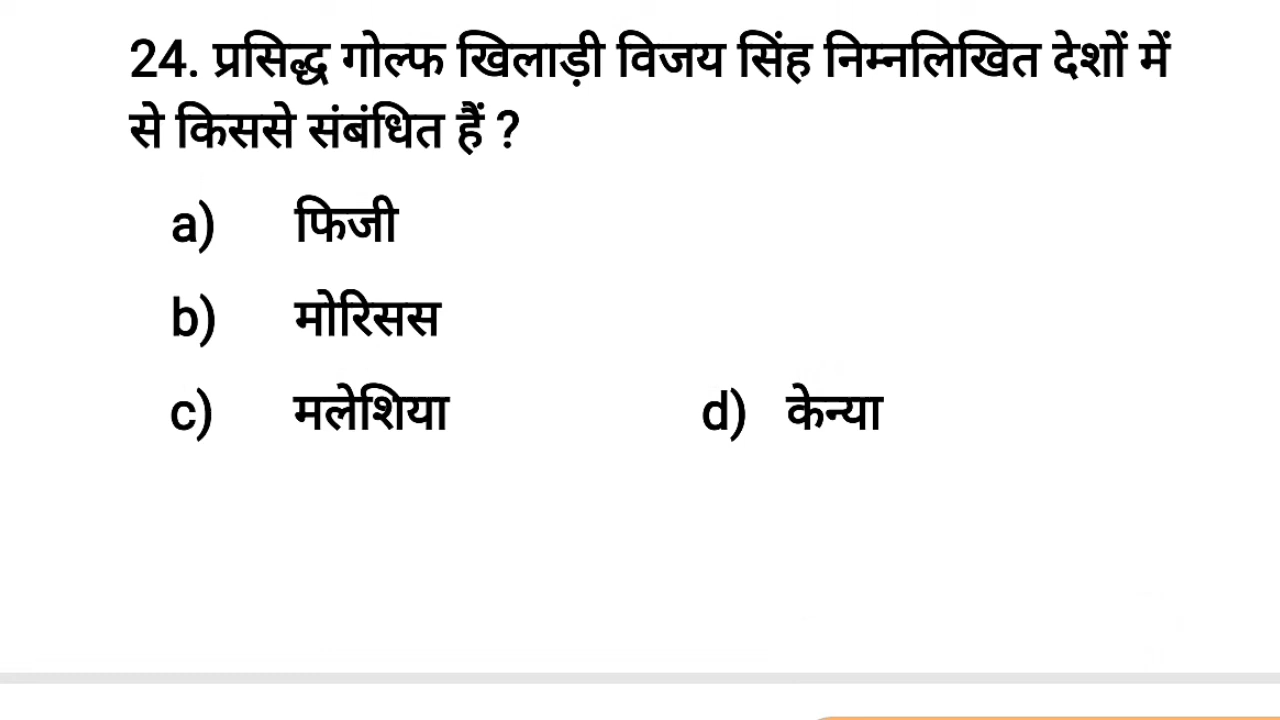 24. प्रसिद्ध गोल्फ खिलाड़ी विजय सिंह निम्नलिखित देशों में
से किससे संबंधित हैं ?
a) फिजी
b) मोरिसस
c) मलेशिया d) केन्या